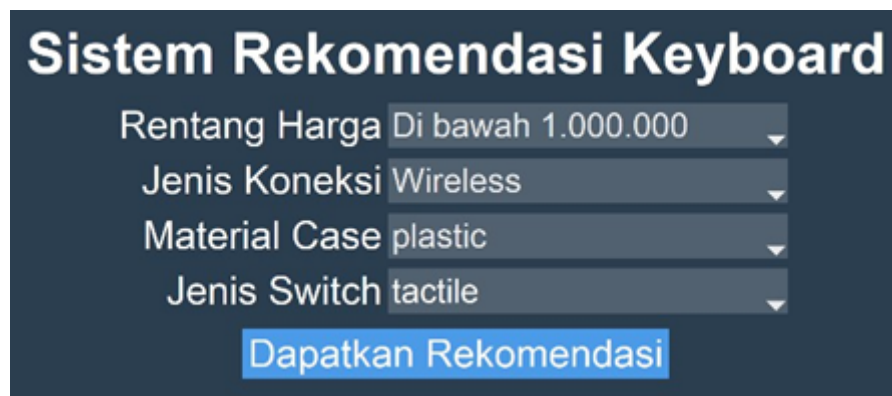 Sistem Rekomendasi Keyboard
Rentang Harga Di bawah 1.000.000
Jenis Koneksi Wireless
Material Case plastic
Jenis Switch tactile
Dapatkan Rekomendasi